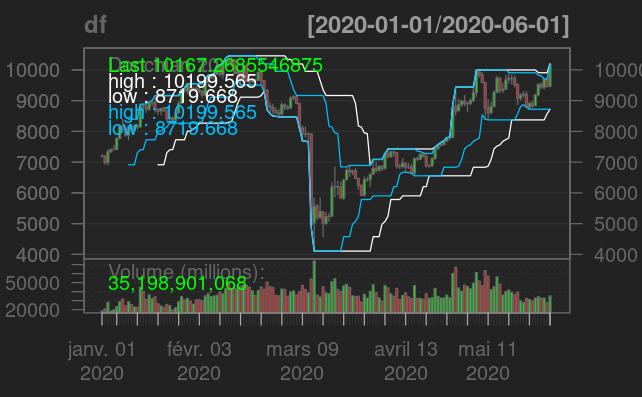 df [2020-01-01/2020-06-01]
Last 10167.2685546875
high : 10199.565
low : 8719.668
high : 10199.565
low : 8719.668
10000
9000
8000
7000
6000
5000
4000
10000
9000
8000
7000
6000
5000
4000
Volume (millions):
35,198,901,068
50000
20000
50000
20000
janv. 01 févr. 03 mars 09 avril 13 mai 11
2020 2020 2020 2020 2020